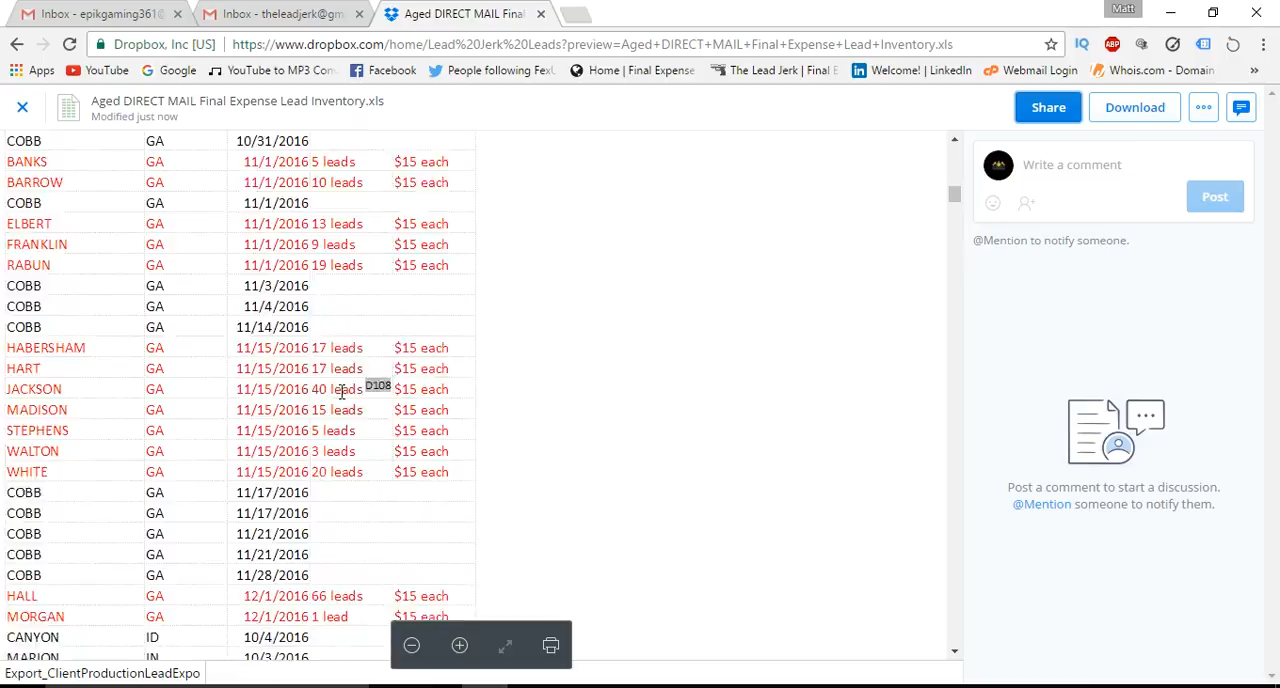 Inbox - epikgaming361@ Inbox - theleadjerk@gm Aged DIRECT MAIL Fina Matt
Dropbox, Inc [US] https://www.dropbox.com/home/Lead%20Jerk%20Leads?preview=Aged+DIRECT+MAIL+Final+Expense+Lead+Inventory.xls IQ ABP
Apps YouTube Google YouTube to MP3 Con Facebook People following Fex Home | Final Expense The Lead Jerk | Final E Welcome! | LinkedIn Webmail Login Whois.com - Domain »
Aged DIRECT MAIL Final Expense Lead Inventory.xls
Modified just now
Share Download
COBB GA 10/31/2016
BANKS GA 11/1/2016 5 leads $15 each
BARROW GA 11/1/2016 10 leads $15 each
COBB GA 11/1/2016
ELBERT GA 11/1/2016 13 leads $15 each
FRANKLIN GA 11/1/2016 9 leads $15 each
RABUN GA 11/1/2016 19 leads $15 each
COBB GA 11/3/2016
COBB GA 11/4/2016
COBB GA 11/14/2016
HABERSHAM GA 11/15/2016 17 leads $15 each
HART GA 11/15/2016 17 leads $15 each
JACKSON GA 11/15/2016 40 leads D108 $15 each
MADISON GA 11/15/2016 15 leads $15 each
STEPHENS GA 11/15/2016 5 leads $15 each
WALTON GA 11/15/2016 3 leads $15 each
WHITE GA 11/15/2016 20 leads $15 each
COBB GA 11/17/2016
COBB GA 11/17/2016
COBB GA 11/21/2016
COBB GA 11/21/2016
COBB GA 11/28/2016
HALL GA 12/1/2016 66 leads $15 each
MORGAN GA 12/1/2016 1 lead $15 each
CANYON ID 10/4/2016
MARION IN 10/3/2016
Export_ClientProductionLeadExpo
Write a comment
Post
@Mention to notify someone.
Post a comment to start a discussion.
@Mention someone to notify them.